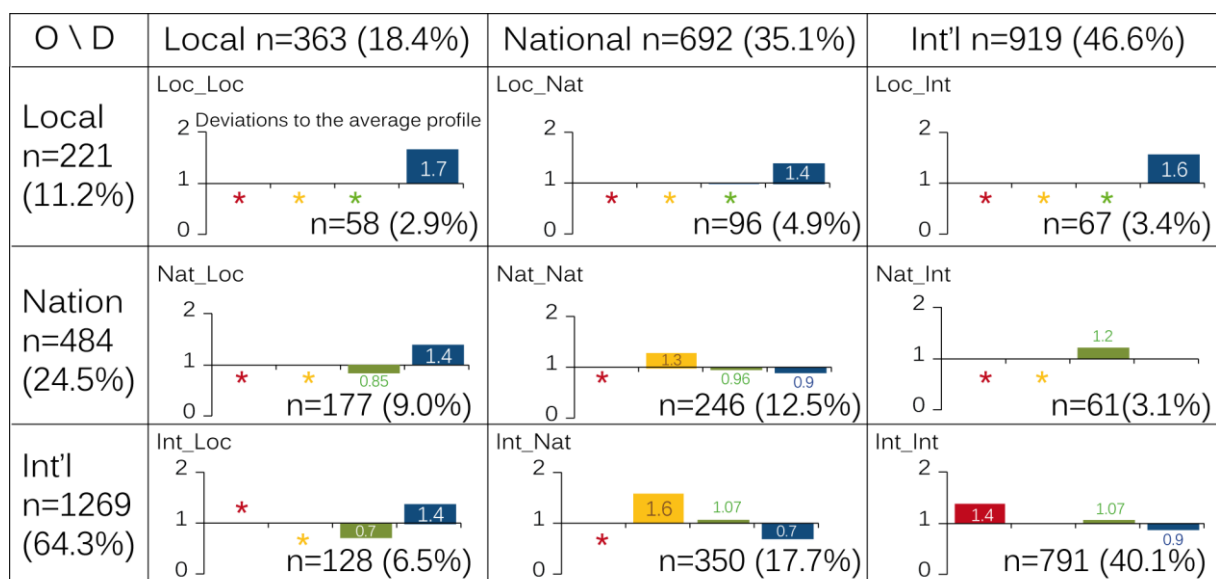 O \ D
Local n=363 (18.4%)
National n=692 (35.1%)
Int'l n=919 (46.6%)
Local
n=221
(11.2%)
Loc_Loc
Deviations to the average profile
2
1
0
1.7
* * *
n=58 (2.9%)
Loc_Nat
2
1
0
1.4
* * *
n=96 (4.9%)
Loc_Int
2
1
0
1.6
* * *
n=67 (3.4%)
Nation
n=484
(24.5%)
Nat_Loc
2
1
0
1.4
* * 0.85
n=177 (9.0%)
Nat_Nat
2
1
0
1.3
* 0.96 0.9
n=246 (12.5%)
Nat_Int
2
1
0
1.2
* *
n=61(3.1%)
Int'l
n=1269
(64.3%)
Int_Loc
2
1
0
*
1.4
* 0.7
n=128 (6.5%)
Int_Nat
2
1
0
1.6 1.07
* 0.7
n=350 (17.7%)
Int_Int
2
1
0
1.4 1.07
0.9
n=791 (40.1%)